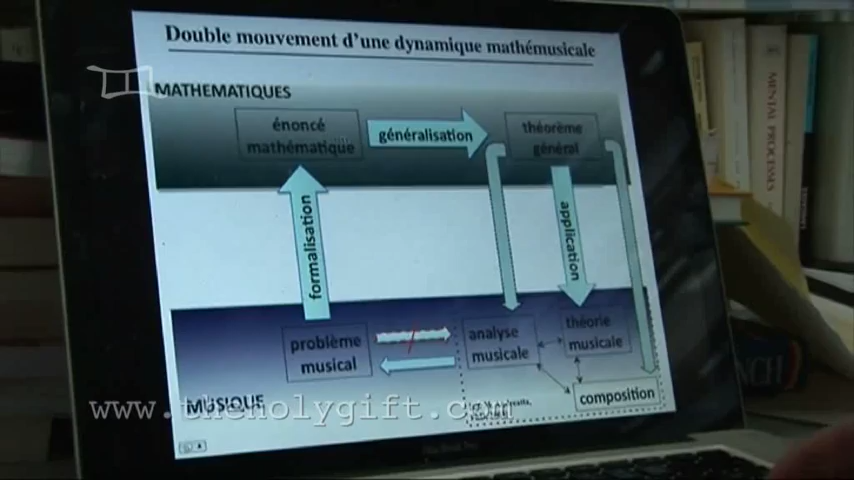 Double mouvement d'une dynamique mathémusicale
MATHEMATIQUES
énoncé
mathématique
généralisation
théorème
général
formalisation
application
problème
musical
analyse
musicale
théorie
musicale
composition
MUSIQUE
www.theholygift.com
MENTAL PROCESSES